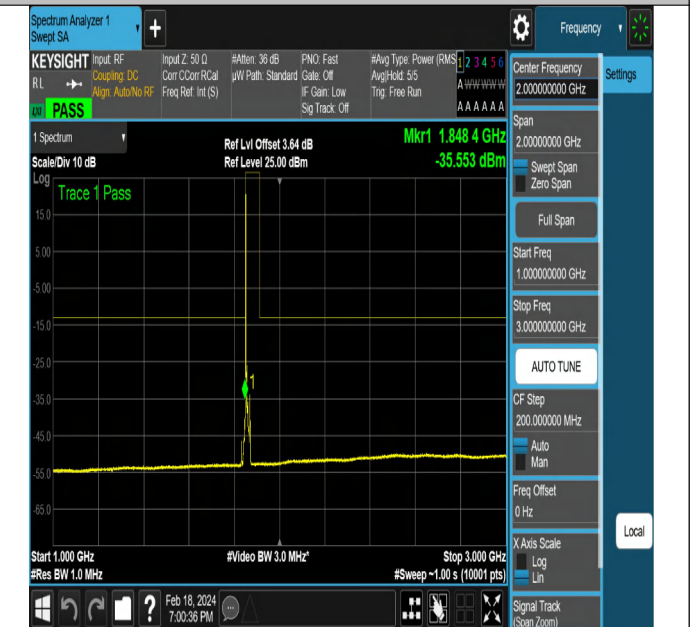 Spectrum Analyzer 1
Swept SA
Frequency
KEYSIGHT
Input: RF
Coupling: DC
Align: Auto/No RF
Input Z: 50 Ω
Corr CCorr RCal
Freq Ref: Int (S)
#Atten: 36 dB
µW Path: Standard
PNO: Fast
Gate: Off
IF Gain: Low
Sig Track: Off
#Avg Type: Power (RMS
Avg|Hold: 5/5
Trig: Free Run
1 2 3 4 5 6
A W W W W W
A A A A A A
RL
PASS
1 Spectrum
Scale/Div 10 dB
Log
Ref Lvl Offset 3.64 dB
Ref Level 25.00 dBm
Mkr1 1.848 4 GHz
-35.553 dBm
Trace 1 Pass
15.0
5.00
-5.00
-15.0
-25.0
-35.0
-45.0
-55.0
-65.0
1
Start 1.000 GHz
#Res BW 1.0 MHz
#Video BW 3.0 MHz*
Stop 3.000 GHz
#Sweep ~1.00 s (10001 pts)
Center Frequency
2.000000000 GHz
Settings
Span
2.00000000 GHz
Swept Span
Zero Span
Full Span
Start Freq
1.000000000 GHz
Stop Freq
3.000000000 GHz
AUTO TUNE
CF Step
200.000000 MHz
Auto
Man
Freq Offset
0 Hz
X Axis Scale
Log
Lin
Local
Signal Track
(Span Zoom)
?
Feb 18, 2024
7:00:36 PM